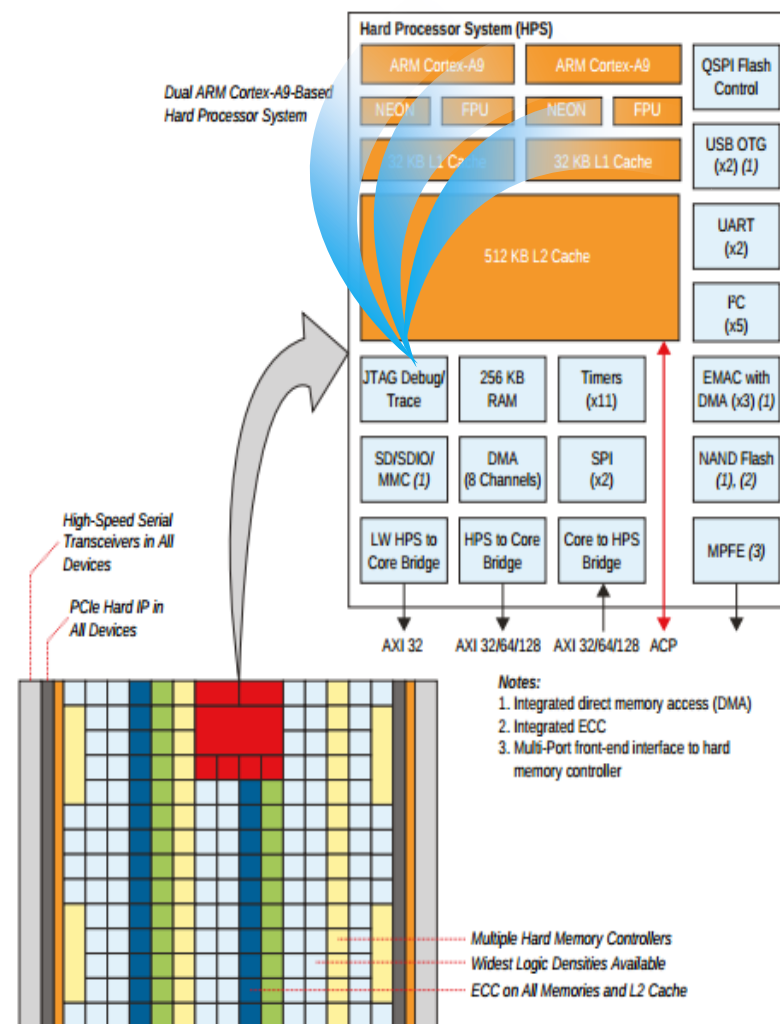 Hard Processor System (HPS)
Dual ARM Cortex-A9-Based
Hard Processor System
ARM Cortex-A9
ARM Cortex-A9
QSPI Flash
Control
NEON
FPU
NEON
FPU
USB OTG
(x2) (1)
32 KB L1 Cache
32 KB L1 Cache
UART
(x2)
512 KB L2 Cache
I²C
(x5)
JTAG Debug/
Trace
256 KB
RAM
Timers
(x11)
EMAC with
DMA (x3) (1)
SD/SDIO/
MMC (1)
DMA
(8 Channels)
SPI
(x2)
NAND Flash
(1), (2)
LW HPS to
Core Bridge
HPS to Core
Bridge
Core to HPS
Bridge
MPFE (3)
AXI 32
AXI 32/64/128
AXI 32/64/128
ACP
High-Speed Serial
Transceivers in All
Devices
PCIe Hard IP in
All Devices
Notes:
1. Integrated direct memory access (DMA)
2. Integrated ECC
3. Multi-Port front-end interface to hard
memory controller
Multiple Hard Memory Controllers
Widest Logic Densities Available
ECC on All Memories and L2 Cache